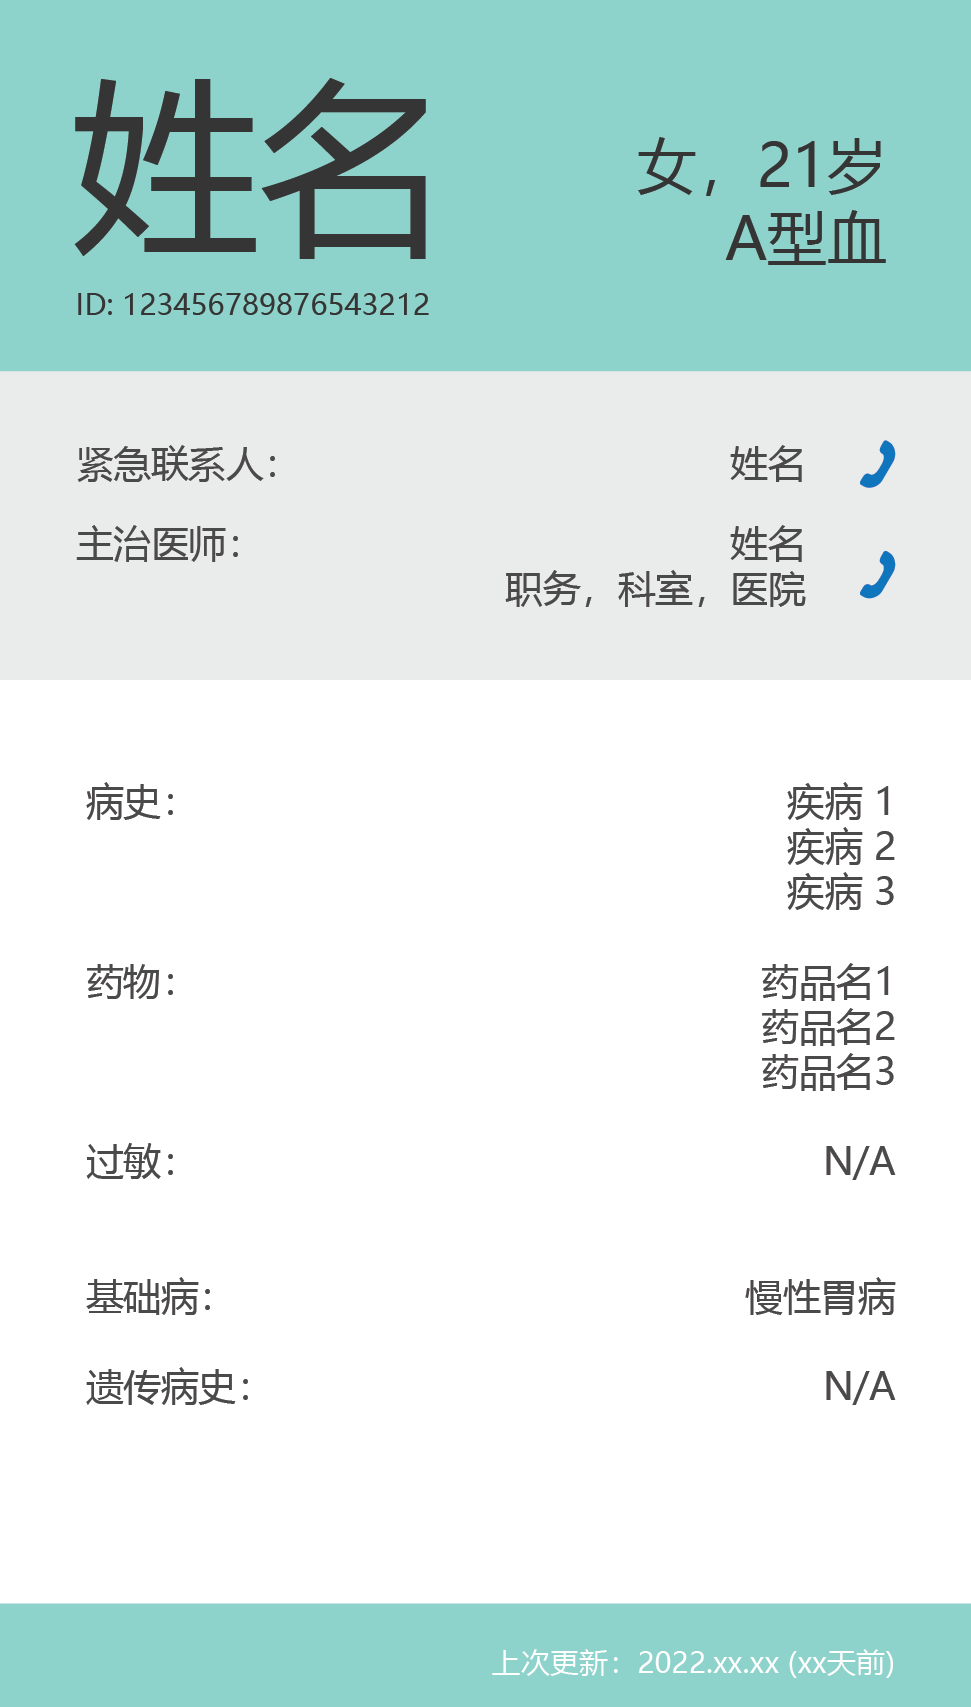 姓名
女，21岁
A型血
ID: 123456789876543212
紧急联系人：
姓名
主治医师：
姓名
职务，科室，医院
病史：
疾病 1
疾病 2
疾病 3
药物：
药品名1
药品名2
药品名3
过敏：
N/A
基础病：
慢性胃病
遗传病史：
N/A
上次更新：2022.xx.xx (xx天前)